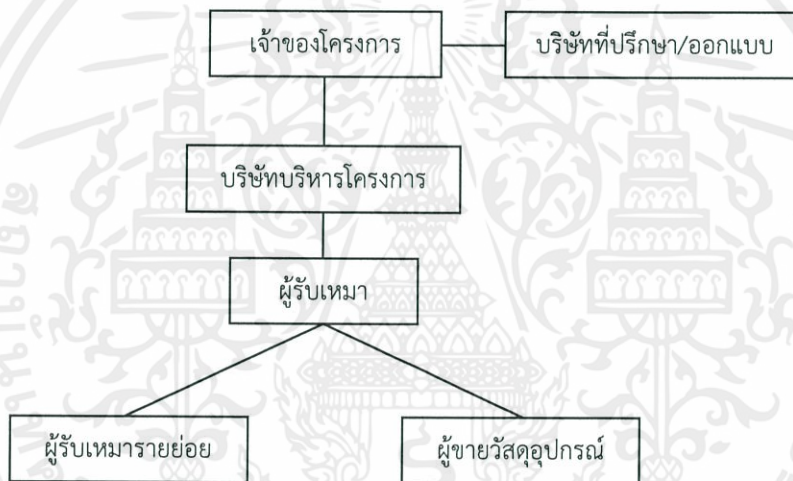 เจ้าของโครงการ
บริษัทที่ปรึกษา/ออกแบบ
บริษัทบริหารโครงการ
ผู้รับเหมา
ผู้รับเหมารายย่อย
ผู้ขายวัสดุอุปกรณ์